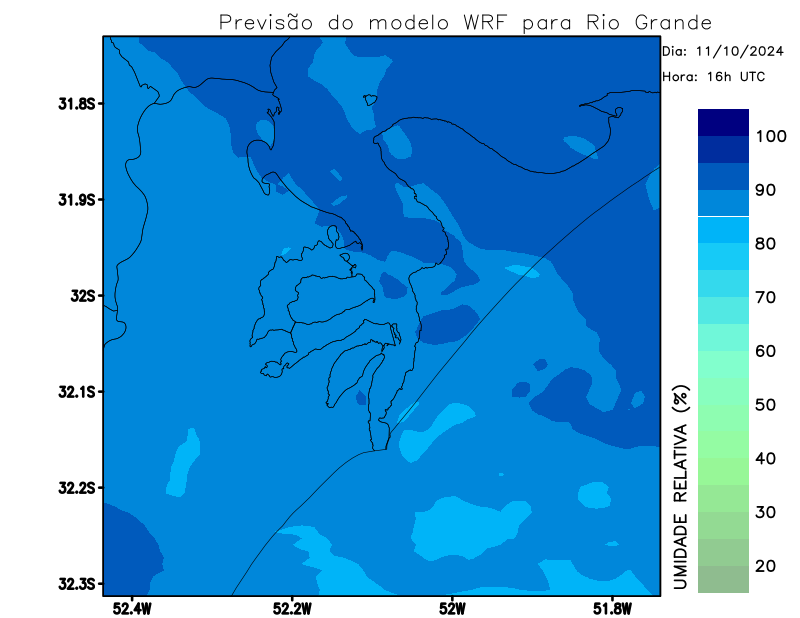 Previsão do modelo WRF para Rio Grande
Dia: 11/10/2024
Hora: 16h UTC
31.8S
31.9S
32S
32.1S
32.2S
32.3S
52.4W
52.2W
52W
51.8W
100
90
80
70
60
50
40
30
20
UMIDADE RELATIVA (%)